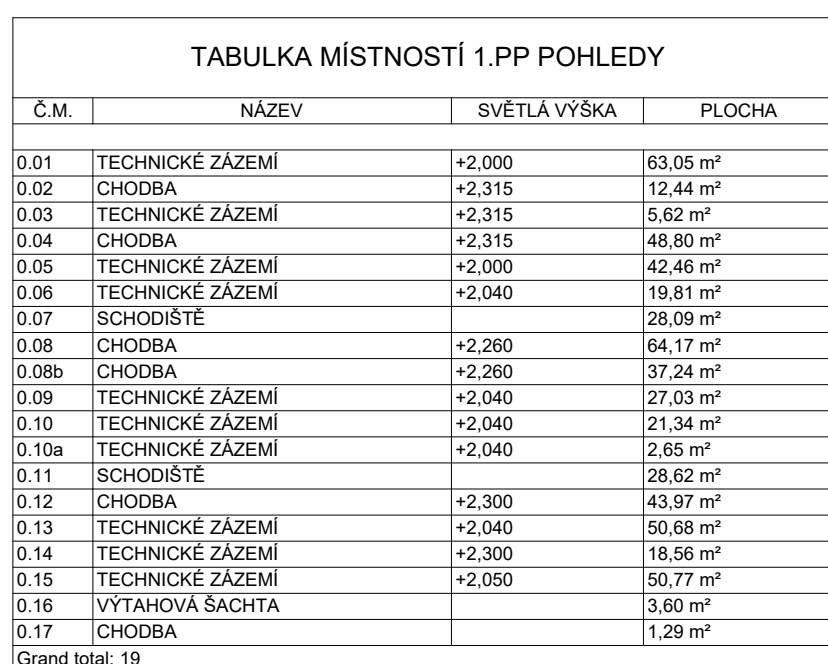 TABULKA MÍSTNOSTÍ 1.PP POHLEDY
Č.M. NÁZEV SVĚTLÁ VÝŠKA PLOCHA
0.01 TECHNICKÉ ZÁZEMÍ +2,000 63,05 m²
0.02 CHODBA +2,315 12,44 m²
0.03 TECHNICKÉ ZÁZEMÍ +2,315 5,62 m²
0.04 CHODBA +2,315 48,80 m²
0.05 TECHNICKÉ ZÁZEMÍ +2,000 42,46 m²
0.06 TECHNICKÉ ZÁZEMÍ +2,040 19,81 m²
0.07 SCHODIŠTĚ 28,09 m²
0.08 CHODBA +2,260 64,17 m²
0.08b CHODBA +2,260 37,24 m²
0.09 TECHNICKÉ ZÁZEMÍ +2,040 27,03 m²
0.10 TECHNICKÉ ZÁZEMÍ +2,040 21,34 m²
0.10a TECHNICKÉ ZÁZEMÍ +2,040 2,65 m²
0.11 SCHODIŠTĚ 28,62 m²
0.12 CHODBA +2,300 43,97 m²
0.13 TECHNICKÉ ZÁZEMÍ +2,040 50,68 m²
0.14 TECHNICKÉ ZÁZEMÍ +2,300 18,56 m²
0.15 TECHNICKÉ ZÁZEMÍ +2,050 50,77 m²
0.16 VÝTAHOVÁ ŠACHTA 3,60 m²
0.17 CHODBA 1,29 m²
Grand total: 19